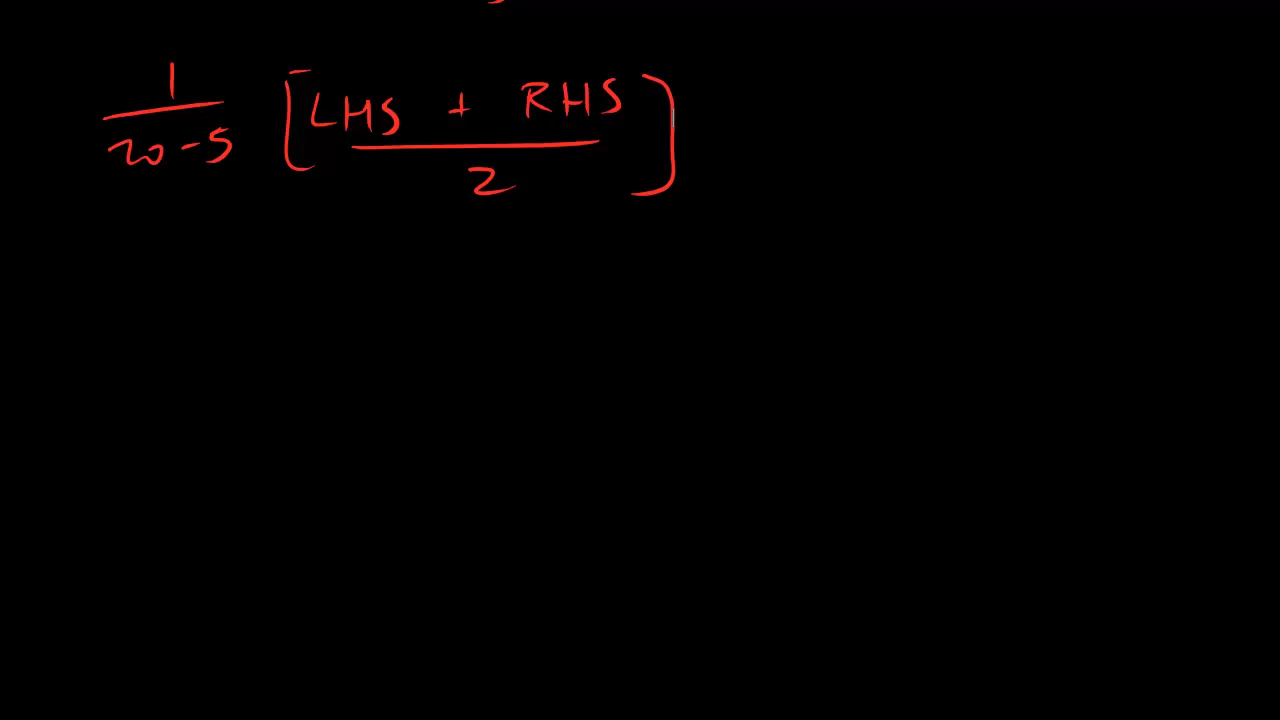 1/(20-5) [(LHS + RHS)/2]